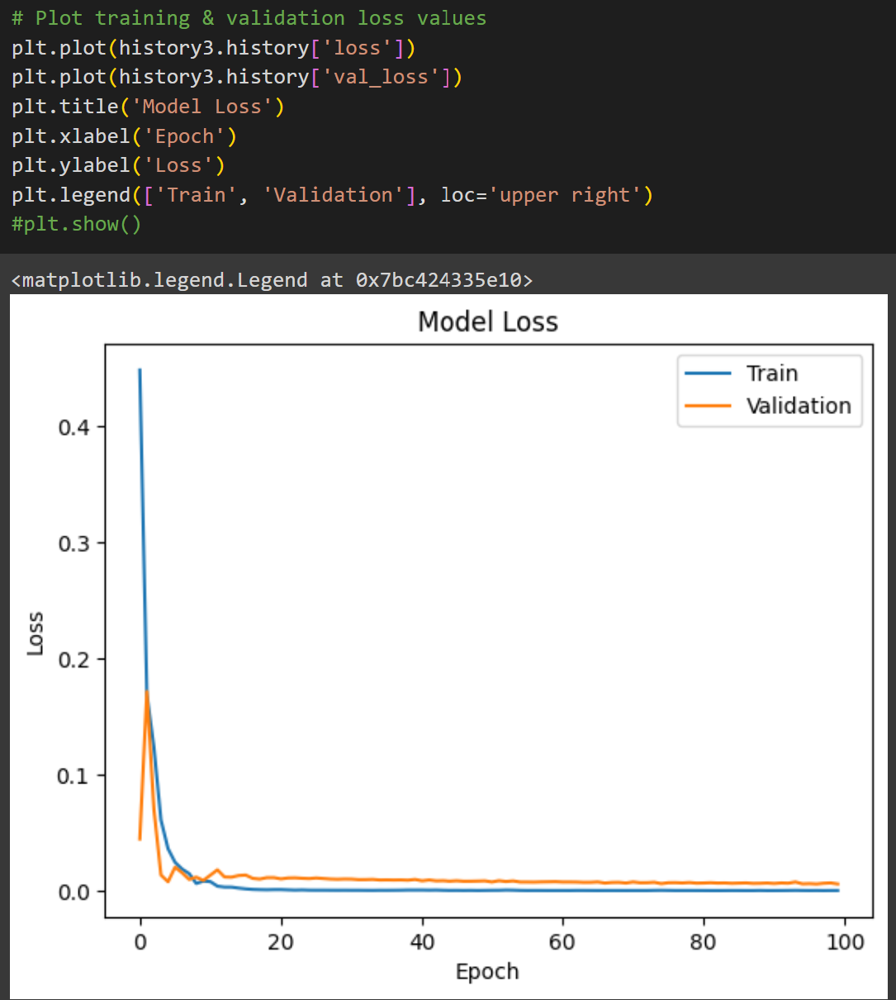 # Plot training & validation loss values
plt.plot(history3.history['loss'])
plt.plot(history3.history['val_loss'])
plt.title('Model Loss')
plt.xlabel('Epoch')
plt.ylabel('Loss')
plt.legend(['Train', 'Validation'], loc='upper right')
#plt.show()
<matplotlib.legend.Legend at 0x7bc424335e10>
Model Loss
Train
Validation
0.4
0.3
0.2
0.1
0.0
Loss
0 20 40 60 80 100
Epoch